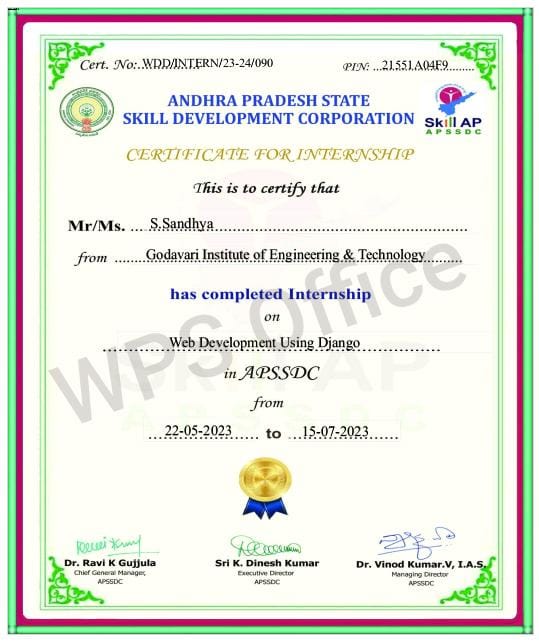 Cert. No: WDD/INTERN/23-24/090
PIN: 21551A04F9
ANDHRA PRADESH STATE
SKILL DEVELOPMENT CORPORATION
Skill AP
APSSDC
CERTIFICATE FOR INTERNSHIP
This is to certify that
Mr/Ms. S.Sandhya
from Godavari Institute of Engineering & Technology
has completed Internship
on
Web Development Using Django
in APSSDC
from
22-05-2023 to 15-07-2023
WPS Office
Skill AP
APSSDC
Dr. Ravi K Gujjula
Chief General Manager,
APSSDC
Sri K. Dinesh Kumar
Executive Director
APSSDC
Dr. Vinod Kumar.V, I.A.S.
Managing Director
APSSDC